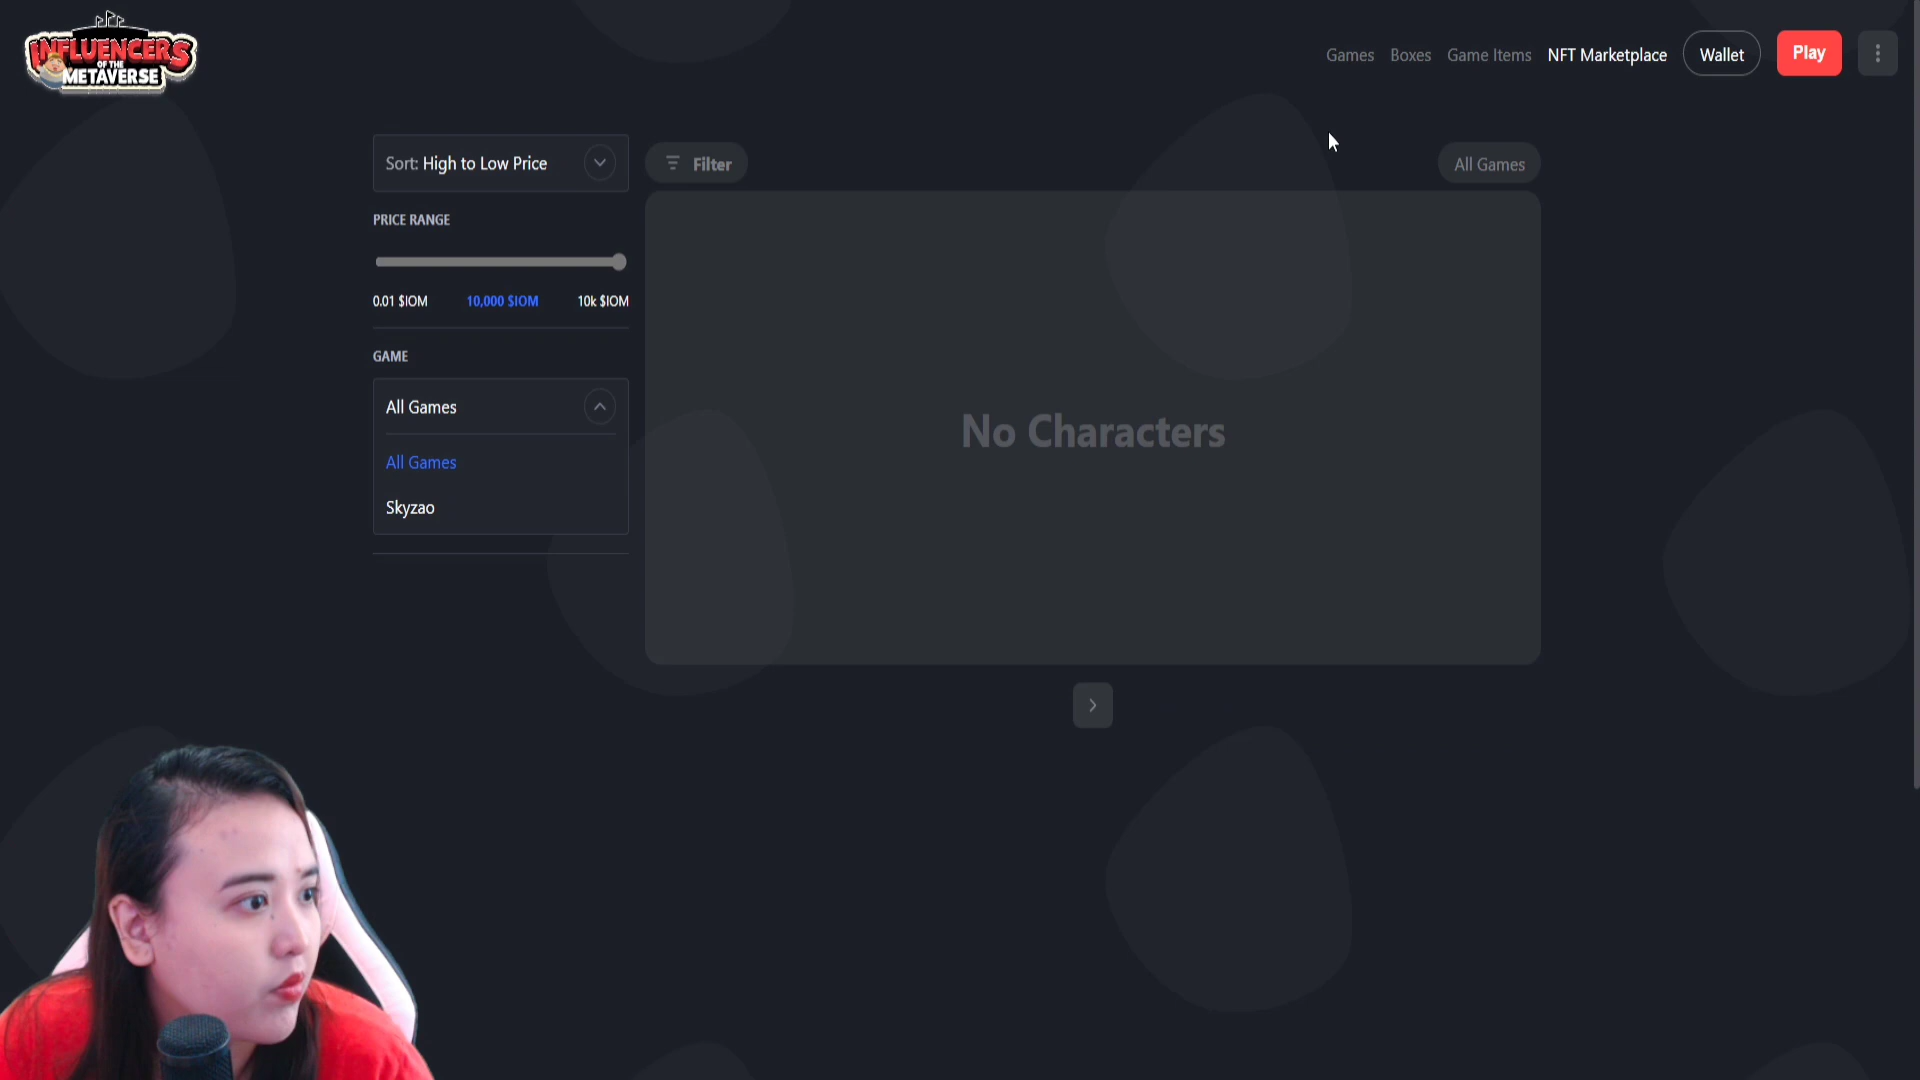 INFLUENCERS
OF THE
METAVERSE
Games
Boxes
Game Items
NFT Marketplace
Wallet
Play
Sort: High to Low Price
Filter
All Games
PRICE RANGE
0.01 $IOM
10,000 $IOM
10k $IOM
GAME
All Games
All Games
Skyzao
No Characters